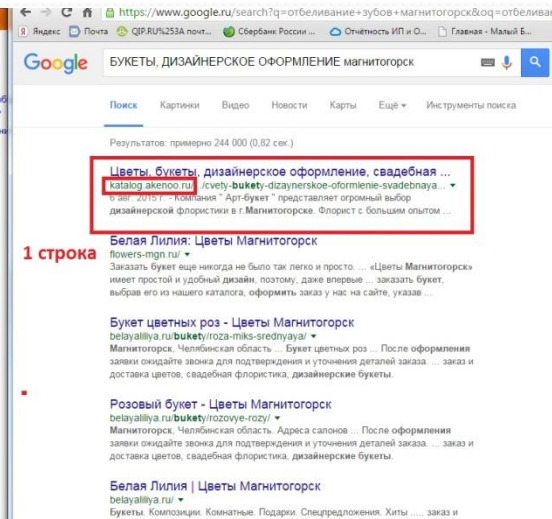 https://www.google.ru/search?q=отбеливание+зубов+магнитогорск&oq=отбелива
Яндекс Почта QIP.RU%253A почт... Сбербанк России ... Отчётность ИП и О... Главная - Малый Б...
Google БУКЕТЫ, ДИЗАЙНЕРСКОЕ ОФОРМЛЕНИЕ магнитогорск
Поиск Картинки Видео Новости Карты Ещё Инструменты поиска
Результатов: примерно 244 000 (0,82 сек.)
Цветы, букеты, дизайнерское оформление, свадебная ...
katalog.akenoo.ru/.../cvety-bukety-dizaynerskoe-oformlenie-svadebnaya...
6 авг. 2015 г. - Компания " Арт-букет " представляет огромный выбор
дизайнерской флористики в г.Магнитогорске. Флорист с большим опытом ...
1 строка
Белая Лилия: Цветы Магнитогорск
flowers-mgn.ru/
Заказать букет еще никогда не было так легко и просто. ... «Цветы Магнитогорск»
имеет простой и удобный дизайн, поэтому, даже впервые ... заказать букет,
выбрав его из нашего каталога, оформить заказ у нас на сайте, указав ...
Букет цветных роз - Цветы Магнитогорск
belayaliliya.ru/bukety/roza-miks-srednyaya/
Магнитогорск, Челябинская область ... Букет цветных роз ... После оформления
заявки ожидайте звонка для подтверждения и уточнения деталей заказа. ... заказ и
доставка цветов, свадебная флористика, дизайнерские букеты.
Розовый букет - Цветы Магнитогорск
belayaliliya.ru/bukety/rozovye-rozy/
Магнитогорск, Челябинская область. Адреса салонов ... После оформления
заявки ожидайте звонка для подтверждения и уточнения деталей заказа. ... заказ и
доставка цветов, свадебная флористика, дизайнерские букеты.
Белая Лилия | Цветы Магнитогорск
belayaliliya.ru/
Букеты. Композиции. Комнатные. Подарки. Спецпредложения. Хиты ..... заказ и